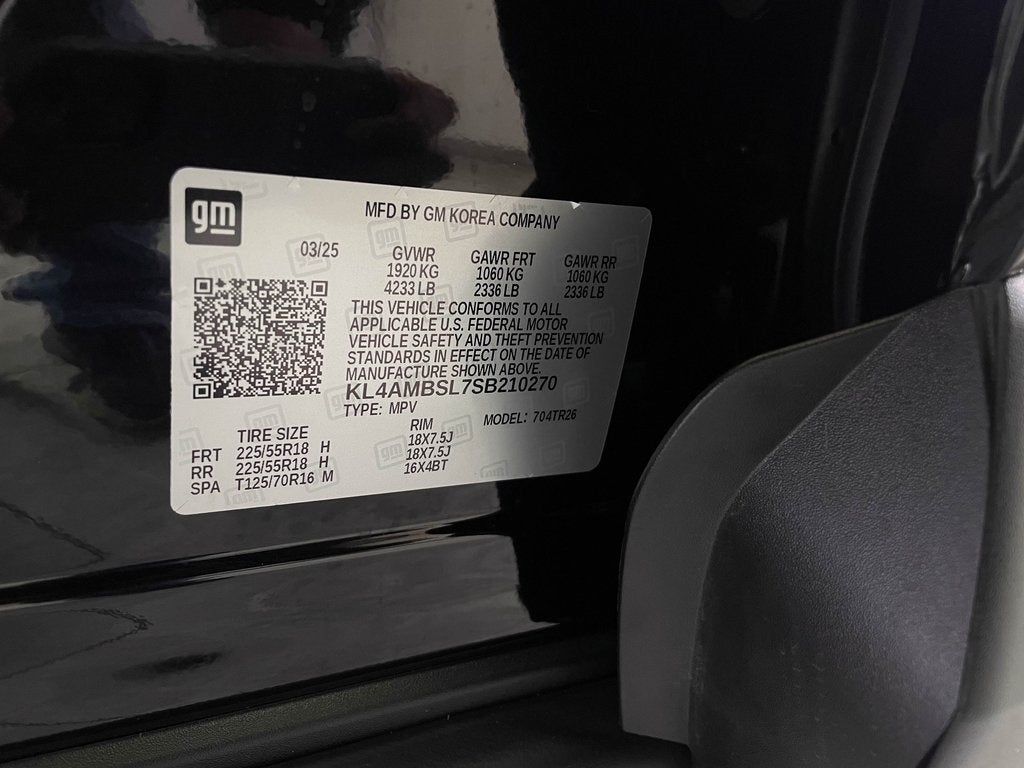 gm
MFD BY GM KOREA COMPANY
03/25 GVWR GAWR FRT GAWR RR
1920 KG 1060 KG 1060 KG
4233 LB 2336 LB 2336 LB
THIS VEHICLE CONFORMS TO ALL
APPLICABLE U.S. FEDERAL MOTOR
VEHICLE SAFETY AND THEFT PREVENTION
STANDARDS IN EFFECT ON THE DATE OF
MANUFACTURE SHOWN ABOVE.
KL4AMBSL7SB210270
TYPE: MPV MODEL: 704TR26
TIRE SIZE RIM
FRT 225/55R18 H 18X7.5J
RR 225/55R18 H 18X7.5J
SPA T125/70R16 M 16X4BT